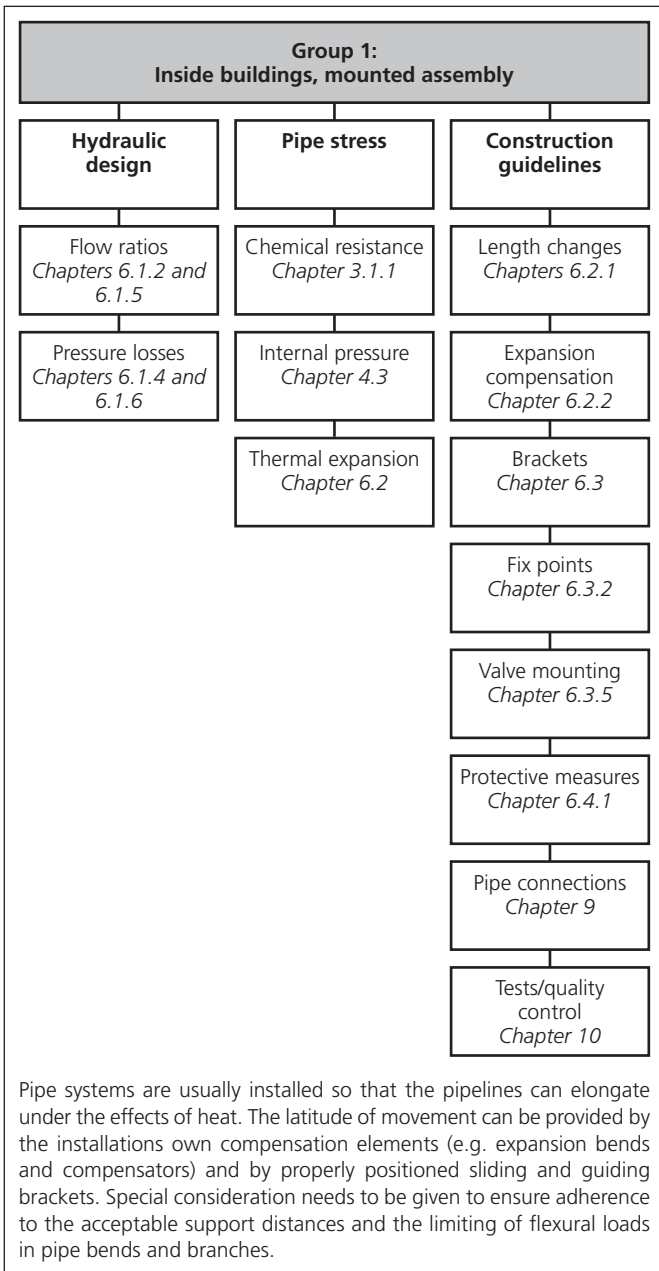 Group 1:
Inside buildings, mounted assembly
Hydraulic
design
Flow ratios
Chapters 6.1.2 and
6.1.5
Pressure losses
Chapters 6.1.4 and
6.1.6
Pipe stress
Chemical resistance
Chapter 3.1.1
Internal pressure
Chapter 4.3
Thermal expansion
Chapter 6.2
Construction
guidelines
Length changes
Chapters 6.2.1
Expansion
compensation
Chapter 6.2.2
Brackets
Chapter 6.3
Fix points
Chapter 6.3.2
Valve mounting
Chapter 6.3.5
Protective measures
Chapter 6.4.1
Pipe connections
Chapter 9
Tests/quality
control
Chapter 10
Pipe systems are usually installed so that the pipelines can elongate
under the effects of heat. The latitude of movement can be provided by
the installations own compensation elements (e.g. expansion bends
and compensators) and by properly positioned sliding and guiding
brackets. Special consideration needs to be given to ensure adherence
to the acceptable support distances and the limiting of flexural loads
in pipe bends and branches.